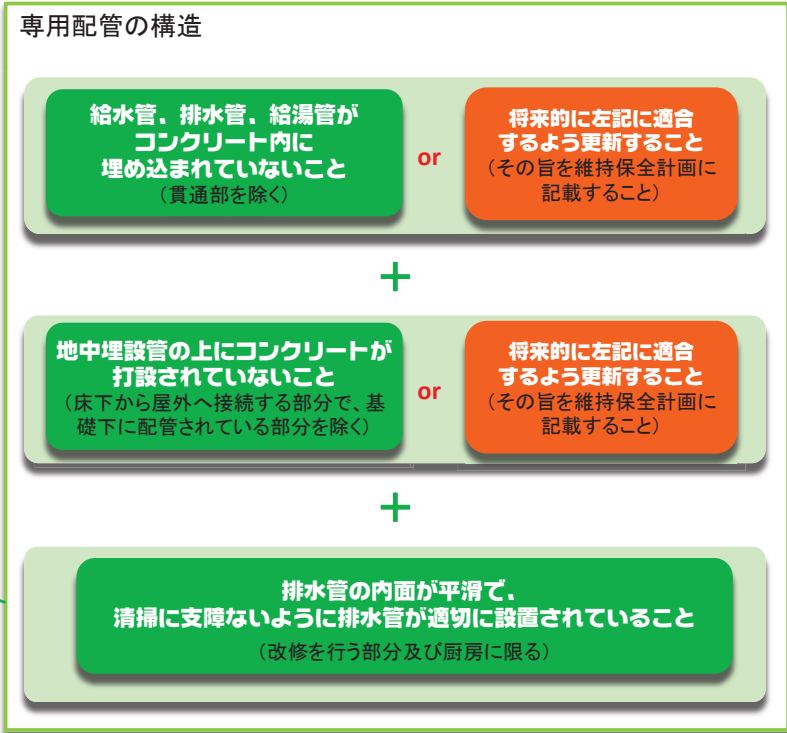 専用配管の構造
給水管、排水管、給湯管が
コンクリート内に
埋め込まれていないこと
（貫通部を除く）
or
将来的に左記に適合
するよう更新すること
（その旨を維持保全計画に
記載すること）
+
地中埋設管の上にコンクリートが
打設されていないこと
（床下から屋外へ接続する部分で、基
礎下に配管されている部分を除く）
or
将来的に左記に適合
するよう更新すること
（その旨を維持保全計画に
記載すること）
+
排水管の内面が平滑で、
清掃に支障ないように排水管が適切に設置されていること
（改修を行う部分及び厨房に限る）